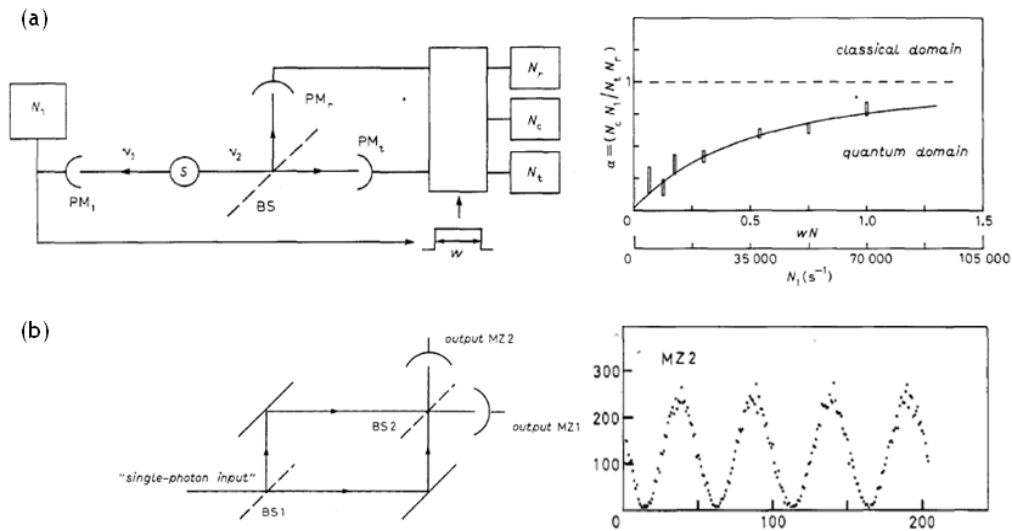 (a)
N₁
ν₁
S
ν₂
PM₁
BS
PMᵣ
PMₜ
Nᵣ
N_c
Nₜ
w
α=(N_c N₁/Nₜ Nᵣ)
1
classical domain
quantum domain
0 0.5 1.0 1.5
wN
0 35 000 70 000 105 000
N₁(s⁻¹)
(b)
output MZ2
BS2
output MZ1
"single-photon input"
BS1
MZ2
300
200
100
0 100 200